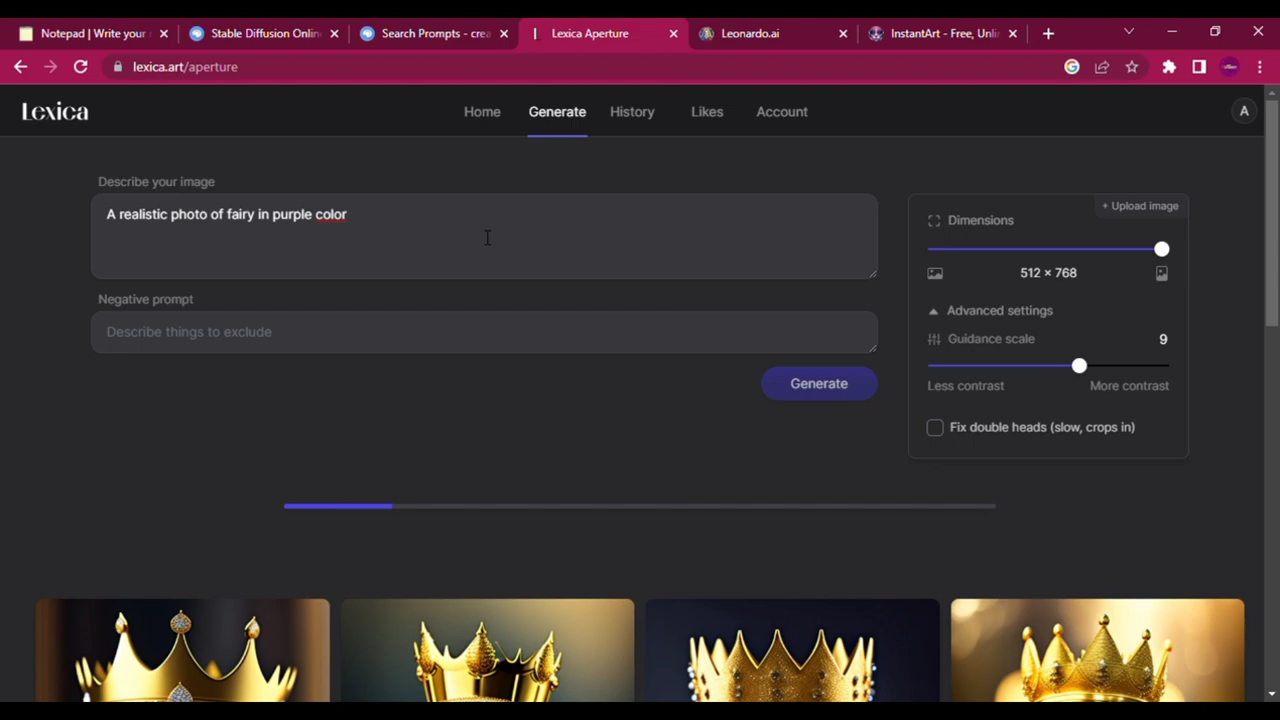 Notepad | Write your
Stable Diffusion Onlin
Search Prompts - crea
Lexica Aperture
Leonardo.ai
InstantArt - Free, Unli
lexica.art/aperture
Lexica
Home
Generate
History
Likes
Account
A
Describe your image
A realistic photo of fairy in purple color
Negative prompt
Describe things to exclude
Generate
+ Upload image
Dimensions
512 × 768
Advanced settings
Guidance scale
9
Less contrast
More contrast
Fix double heads (slow, crops in)